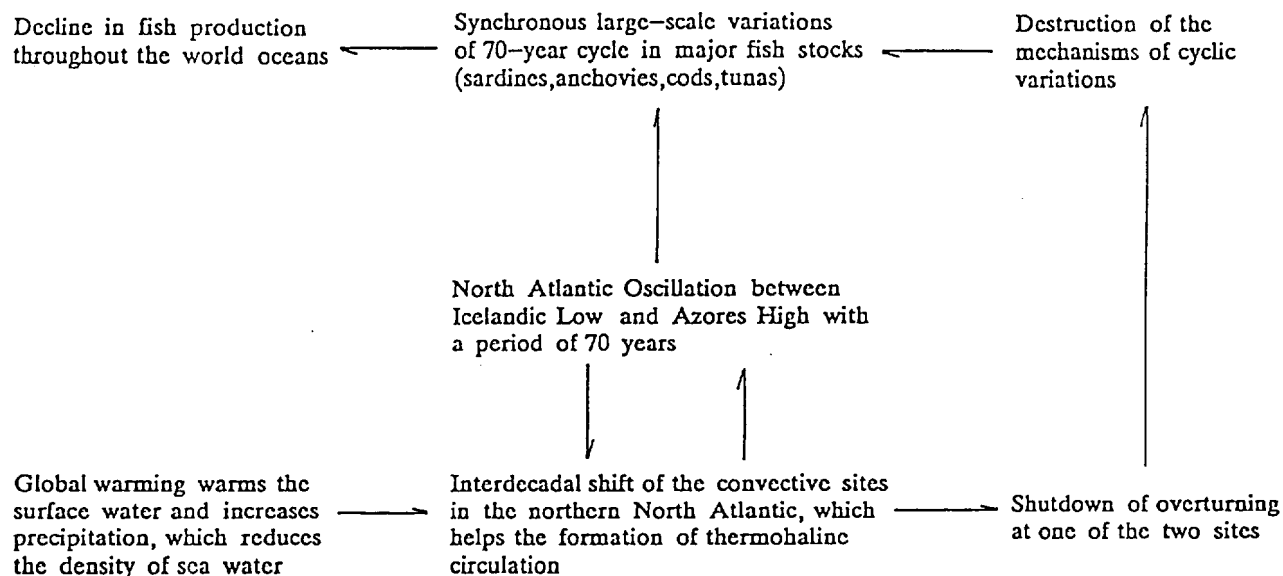 Decline in fish production
throughout the world oceans
Synchronous large-scale variations
of 70-year cycle in major fish stocks
(sardines,anchovies,cods,tunas)
Destruction of the
mechanisms of cyclic
variations
North Atlantic Oscillation between
Icelandic Low and Azores High with
a period of 70 years
Global warming warms the
surface water and increases
precipitation, which reduces
the density of sea water
Interdecadal shift of the convective sites
in the northern North Atlantic, which
helps the formation of thermohaline
circulation
Shutdown of overturning
at one of the two sites